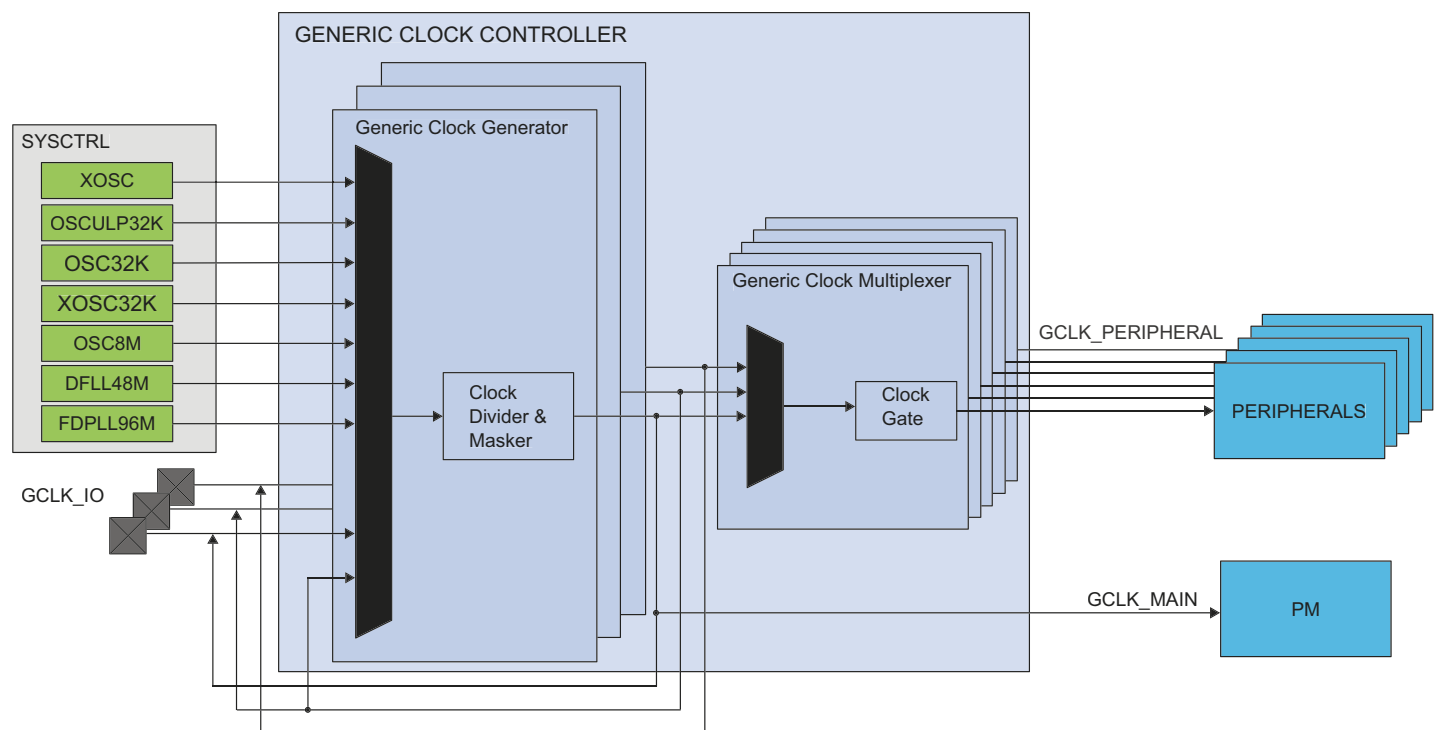 GENERIC CLOCK CONTROLLER
Generic Clock Generator
SYSCTRL
XOSC
OSCULP32K
OSC32K
XOSC32K
OSC8M
DFLL48M
FDPLL96M
GCLK_IO
Clock
Divider &
Masker
Generic Clock Multiplexer
Clock
Gate
GCLK_PERIPHERAL
PERIPHERALS
GCLK_MAIN
PM